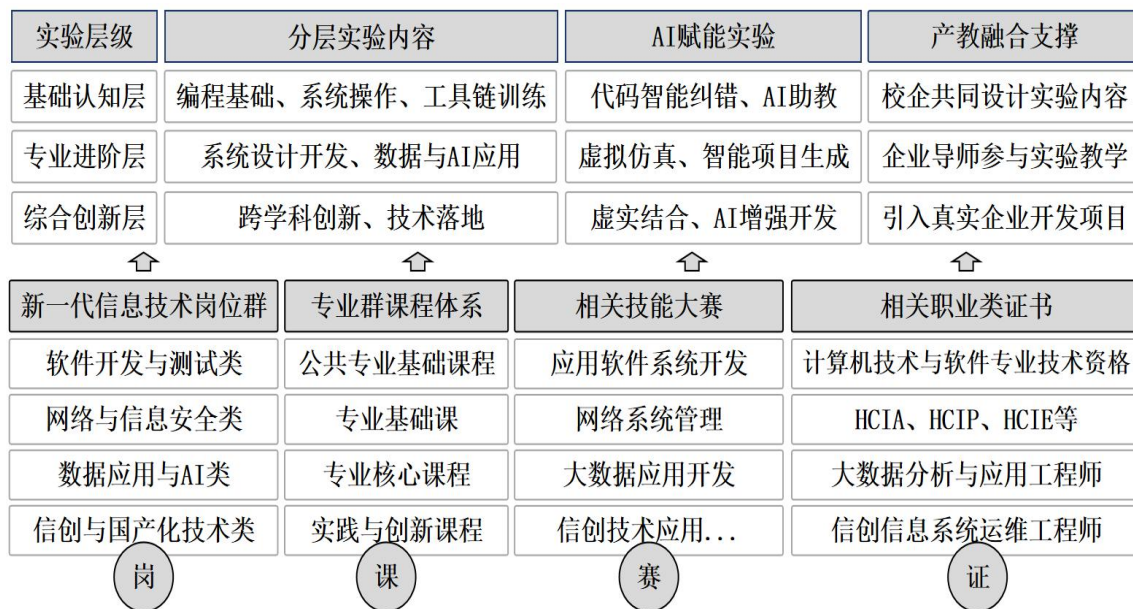 实验层级 分层实验内容 AI赋能实验 产教融合支撑
基础认知层 编程基础、系统操作、工具链训练 代码智能纠错、AI助教 校企共同设计实验内容
专业进阶层 系统设计开发、数据与AI应用 虚拟仿真、智能项目生成 企业导师参与实验教学
综合创新层 跨学科创新、技术落地 虚实结合、AI增强开发 引入真实企业开发项目
新一代信息技术岗位群 专业群课程体系 相关技能大赛 相关职业类证书
软件开发与测试类 公共专业基础课程 应用软件系统开发 计算机技术与软件专业技术资格
网络与信息安全类 专业基础课 网络系统管理 HCIA、HCIP、HCIE等
数据应用与AI类 专业核心课程 大数据应用开发 大数据分析与应用工程师
信创与国产化技术类 实践与创新课程 信创技术应用... 信创信息系统运维工程师
岗 课 赛 证